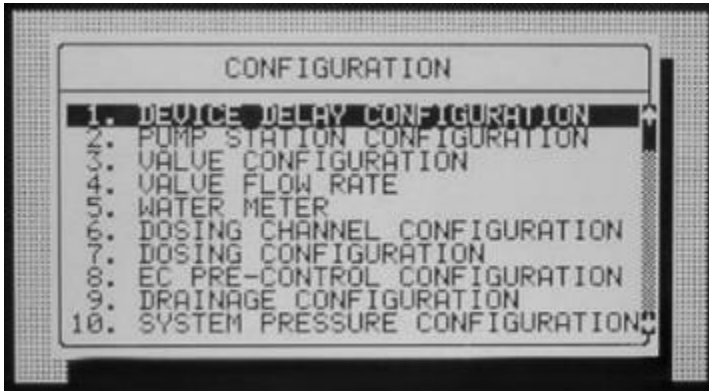 CONFIGURATION
1. DEVICE DELAY CONFIGURATION
2. PUMP STATION CONFIGURATION
3. VALVE CONFIGURATION
4. VALVE FLOW RATE
5. WATER METER
6. DOSING CHANNEL CONFIGURATION
7. DOSING CONFIGURATION
8. EC PRE-CONTROL CONFIGURATION
9. DRAINAGE CONFIGURATION
10. SYSTEM PRESSURE CONFIGURATION